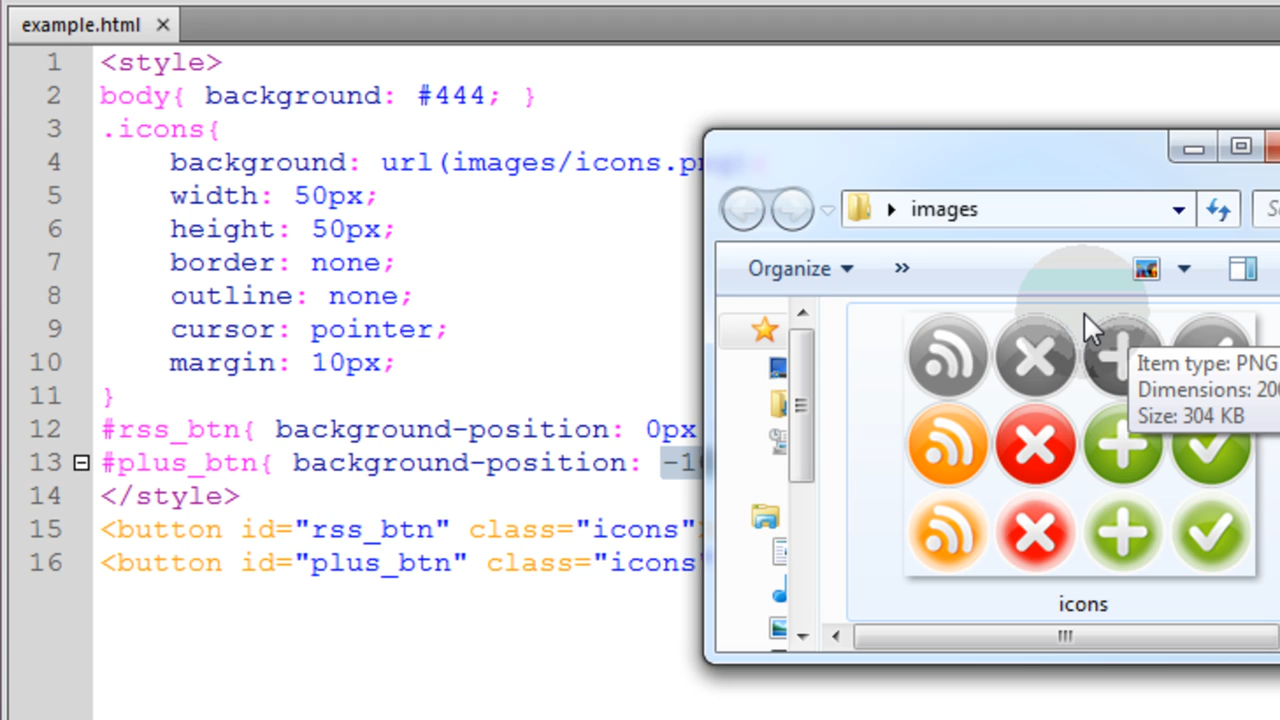 example.html
1 <style>
2 body{ background: #444; }
3 .icons{
4 background: url(images/icons.png
5 width: 50px;
6 height: 50px;
7 border: none;
8 outline: none;
9 cursor: pointer;
10 margin: 10px;
11 }
12 #rss_btn{ background-position: 0px
13 #plus_btn{ background-position: -10
14 </style>
15 <button id="rss_btn" class="icons"
16 <button id="plus_btn" class="icons
images
Organize »
Item type: PNG
Dimensions: 200
Size: 304 KB
icons